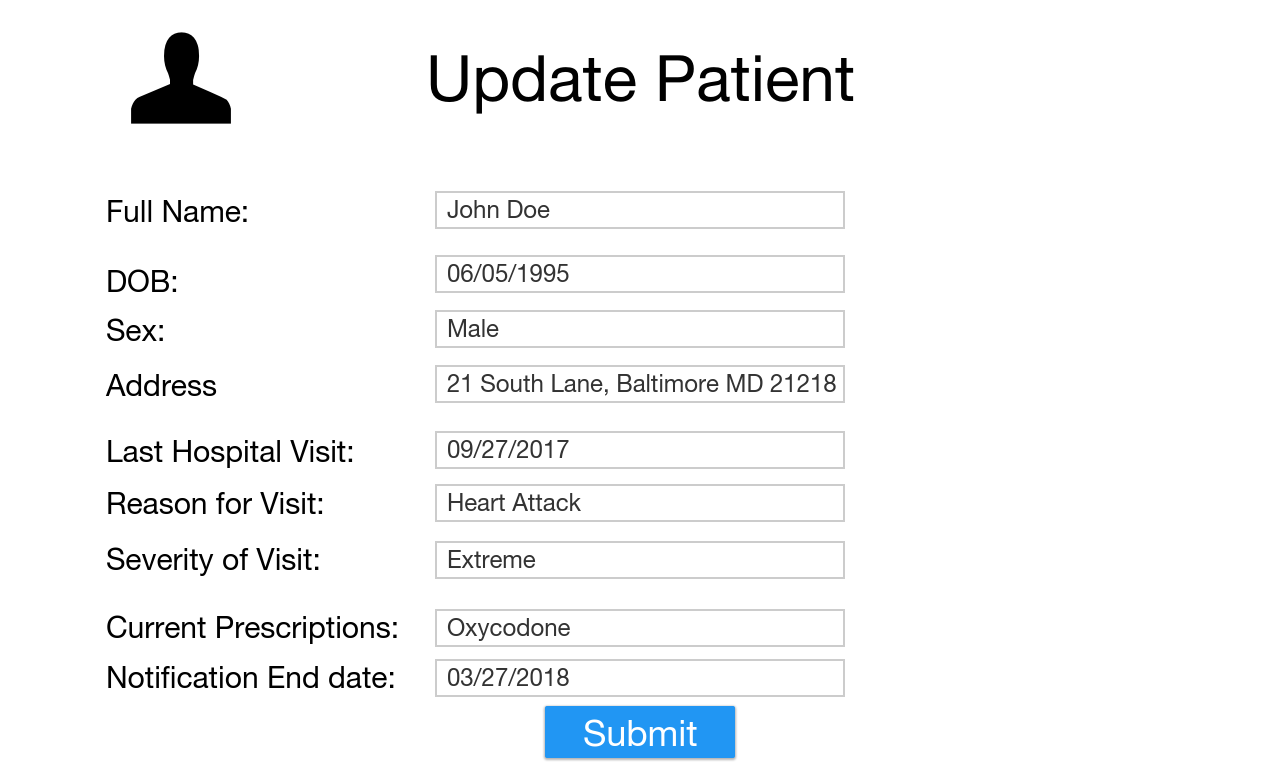 Update Patient
Full Name: John Doe
DOB: 06/05/1995
Sex: Male
Address 21 South Lane, Baltimore MD 21218
Last Hospital Visit: 09/27/2017
Reason for Visit: Heart Attack
Severity of Visit: Extreme
Current Prescriptions: Oxycodone
Notification End date: 03/27/2018
Submit